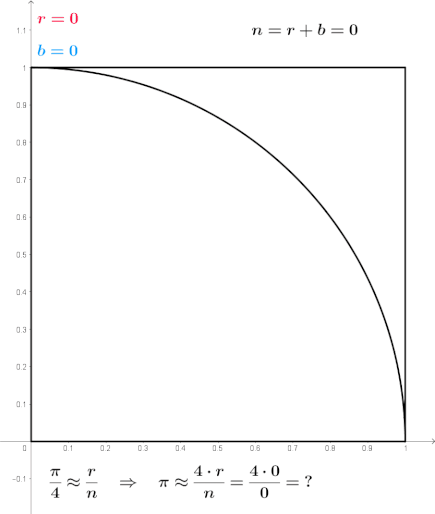 r = 0
n = r + b = 0
b = 0
1.1
1
0.9
0.8
0.7
0.6
0.5
0.4
0.3
0.2
0.1
0 0.1 0.2 0.3 0.4 0.5 0.6 0.7 0.8 0.9 1
−0.1
π/4 ≈ r/n ⇒ π ≈ 4 · r/n = 4 · 0/0 = ?